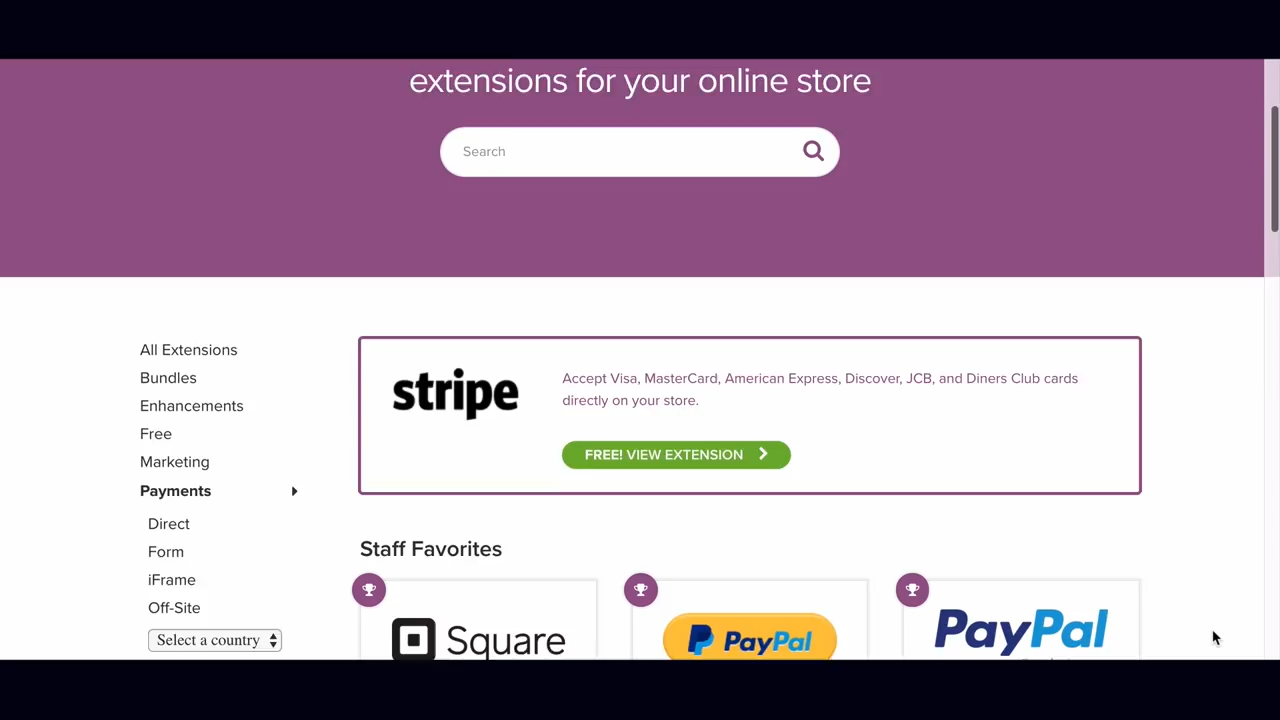 extensions for your online store
Search
All Extensions
Bundles
Enhancements
Free
Marketing
Payments
Direct
Form
iFrame
Off-Site
Select a country
stripe
Accept Visa, MasterCard, American Express, Discover, JCB, and Diners Club cards
directly on your store.
FREE! VIEW EXTENSION
Staff Favorites
Square
PayPal
PayPal